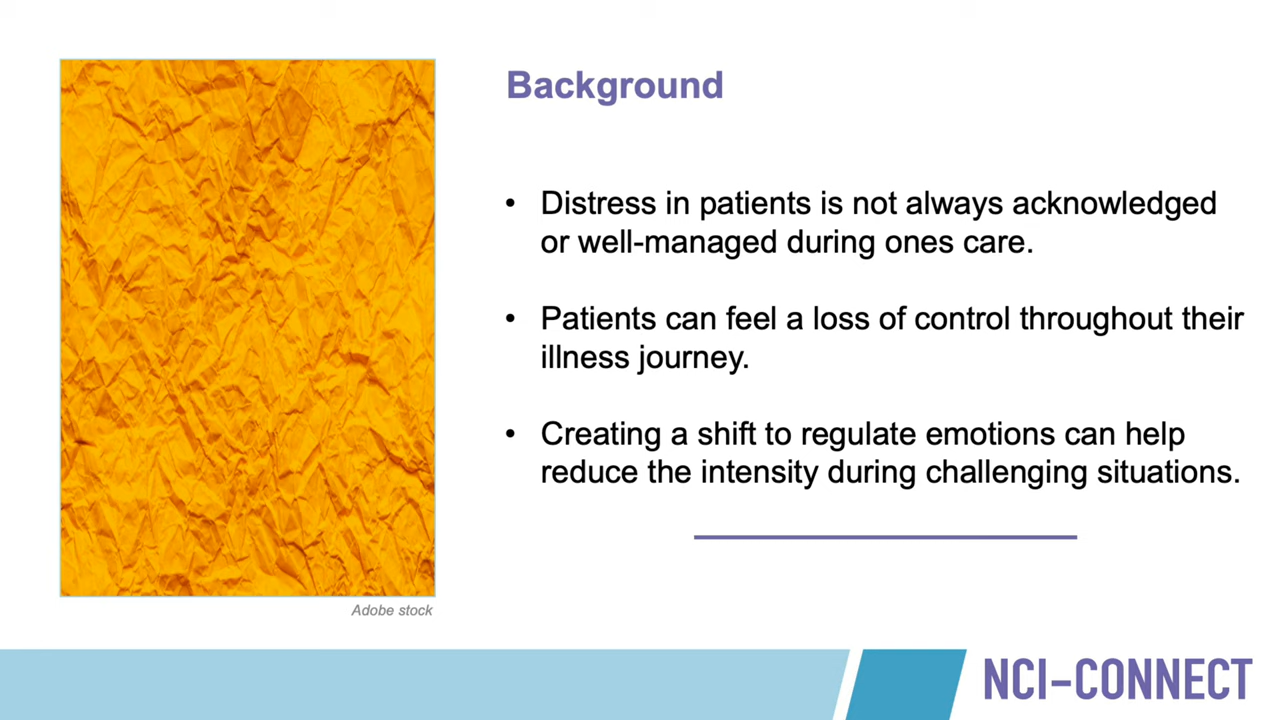 Background
• Distress in patients is not always acknowledged
or well-managed during ones care.
• Patients can feel a loss of control throughout their
illness journey.
• Creating a shift to regulate emotions can help
reduce the intensity during challenging situations.
Adobe stock
NCI-CONNECT